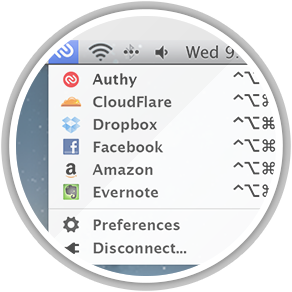 Wed 9:
Authy ⌃⌥
CloudFlare ⌃⌥⌘
Dropbox ⌃⌥⌘
Facebook ⌃⌥⌘
Amazon ⌃⌥⌘
Evernote ⌃⌥⌘
Preferences
Disconnect...